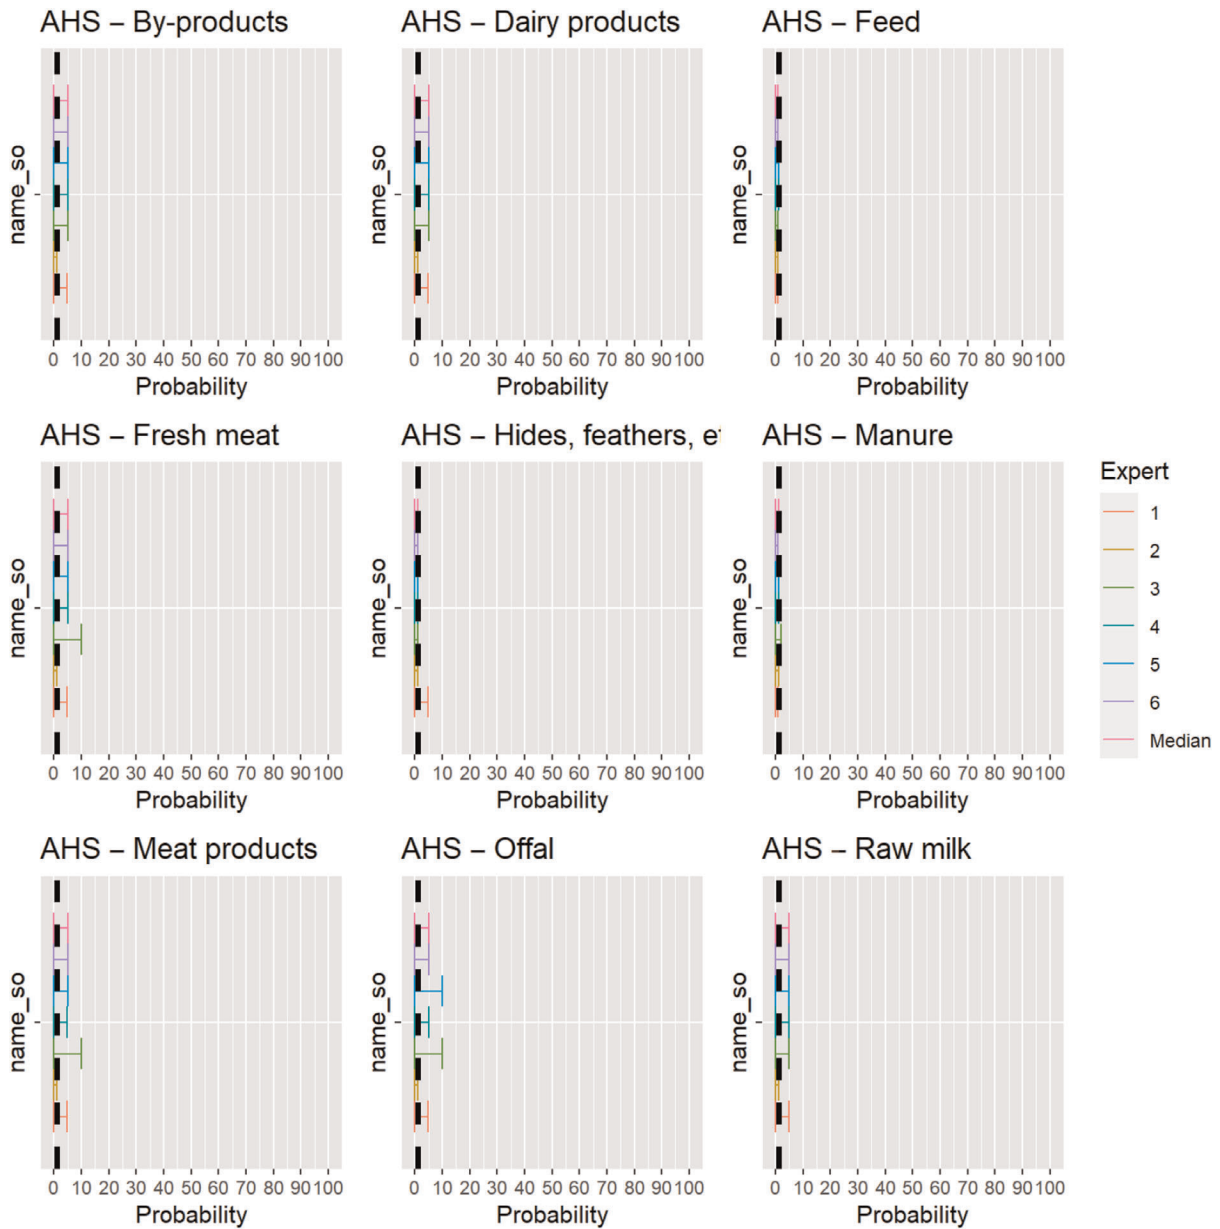 AHS – By-products
AHS – Dairy products
AHS – Feed
name_so
name_so
name_so
0 10 20 30 40 50 60 70 80 90 100
0 10 20 30 40 50 60 70 80 90 100
0 10 20 30 40 50 60 70 80 90 100
Probability
Probability
Probability
AHS – Fresh meat
AHS – Hides, feathers, et
AHS – Manure
name_so
name_so
name_so
0 10 20 30 40 50 60 70 80 90 100
0 10 20 30 40 50 60 70 80 90 100
0 10 20 30 40 50 60 70 80 90 100
Probability
Probability
Probability
Expert
1
2
3
4
5
6
Median
AHS – Meat products
AHS – Offal
AHS – Raw milk
name_so
name_so
name_so
0 10 20 30 40 50 60 70 80 90 100
0 10 20 30 40 50 60 70 80 90 100
0 10 20 30 40 50 60 70 80 90 100
Probability
Probability
Probability